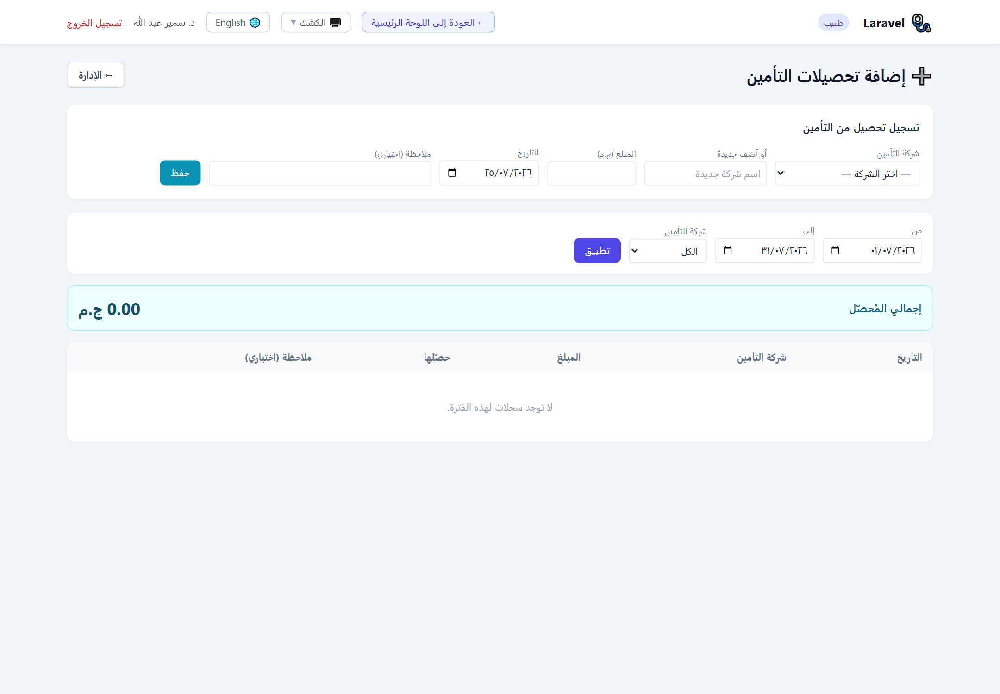 Laravel
طبيب
← العودة إلى اللوحة الرئيسية
الكشك ▼
English
د. سمير عبد الله
تسجيل الخروج
إضافة تحصيلات التأمين
← الإدارة
تسجيل تحصيل من التأمين
شركة التأمين
أو أضف جديدة
المبلغ (ج.م)
التاريخ
ملاحظة (اختياري)
— اختر الشركة —
اسم شركة جديدة
٢٥/٠٧/٢٠٢٦
حفظ
من
إلى
شركة التأمين
٠١/٠٧/٢٠٢٦
٣١/٠٧/٢٠٢٦
الكل
تطبيق
إجمالي المُحصّل
0.00 ج.م
التاريخ
شركة التأمين
المبلغ
حصّلها
ملاحظة (اختياري)
لا توجد سجلات لهذه الفترة.